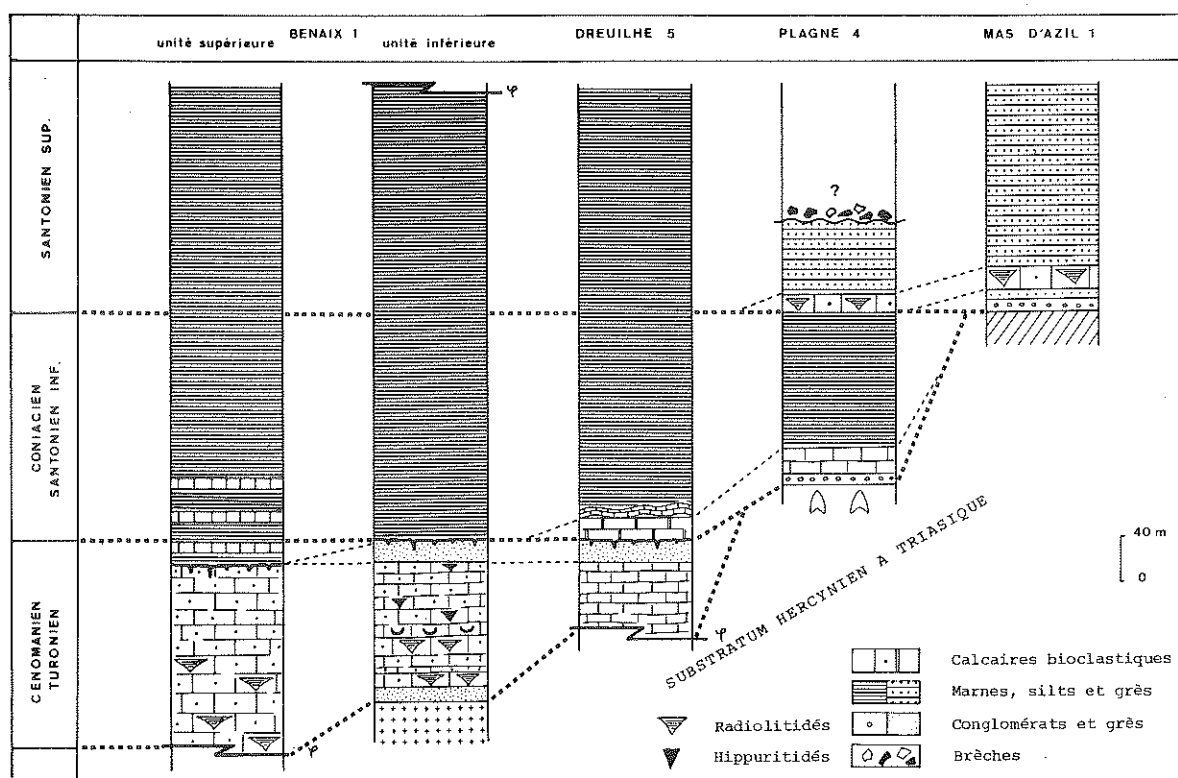 BENAIX 1
DREUILHE 5
PLAGNE 4
MAS D'AZIL 1
unité supérieure
unité inférieure
SANTONIEN SUP.
CONIACIEN
SANTONIEN INF.
CENOMANIEN
TURONIEN
φ
?
φ
φ
SUBSTRATUM HERCYNIEN A TRIASIQUE
40 m
0
Calcaires bioclastiques
Marnes, silts et grès
Radiolitidés
Conglomérats et grès
Hippuritidés
Brèches